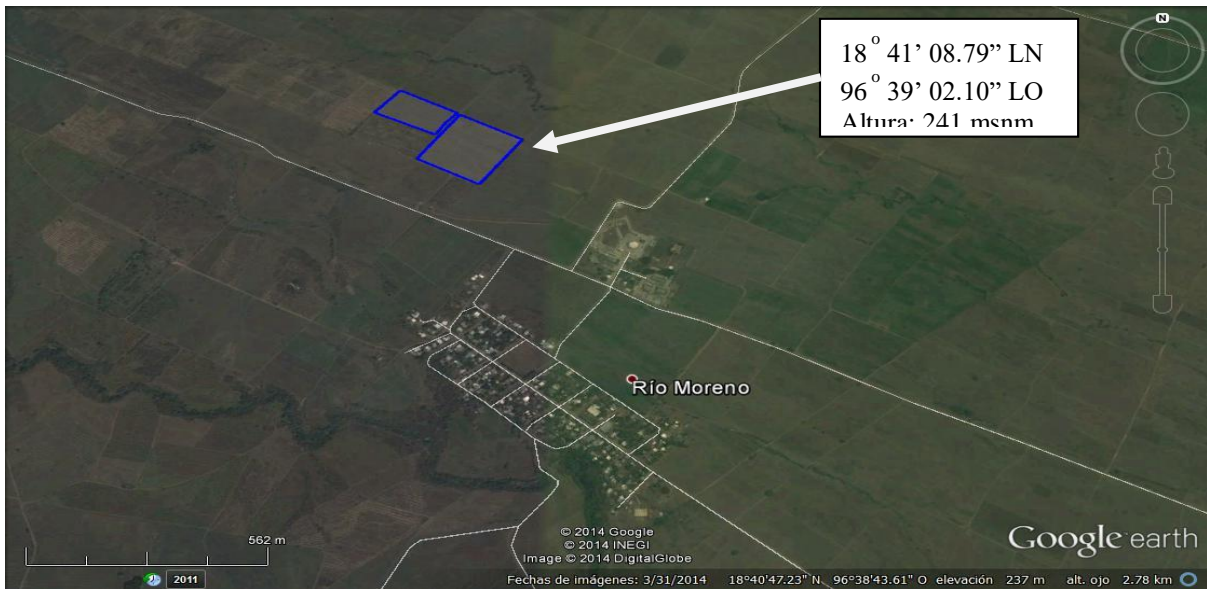 N
18° 41’ 08.79” LN
96° 39’ 02.10” LO
Altura: 241 msnm
Río Moreno
562 m
© 2014 Google
© 2014 INEGI
Image © 2014 DigitalGlobe
Google earth
2011
Fechas de imágenes: 3/31/2014 18°40'47.23" N 96°38'43.61" O elevación 237 m alt. ojo 2.78 km